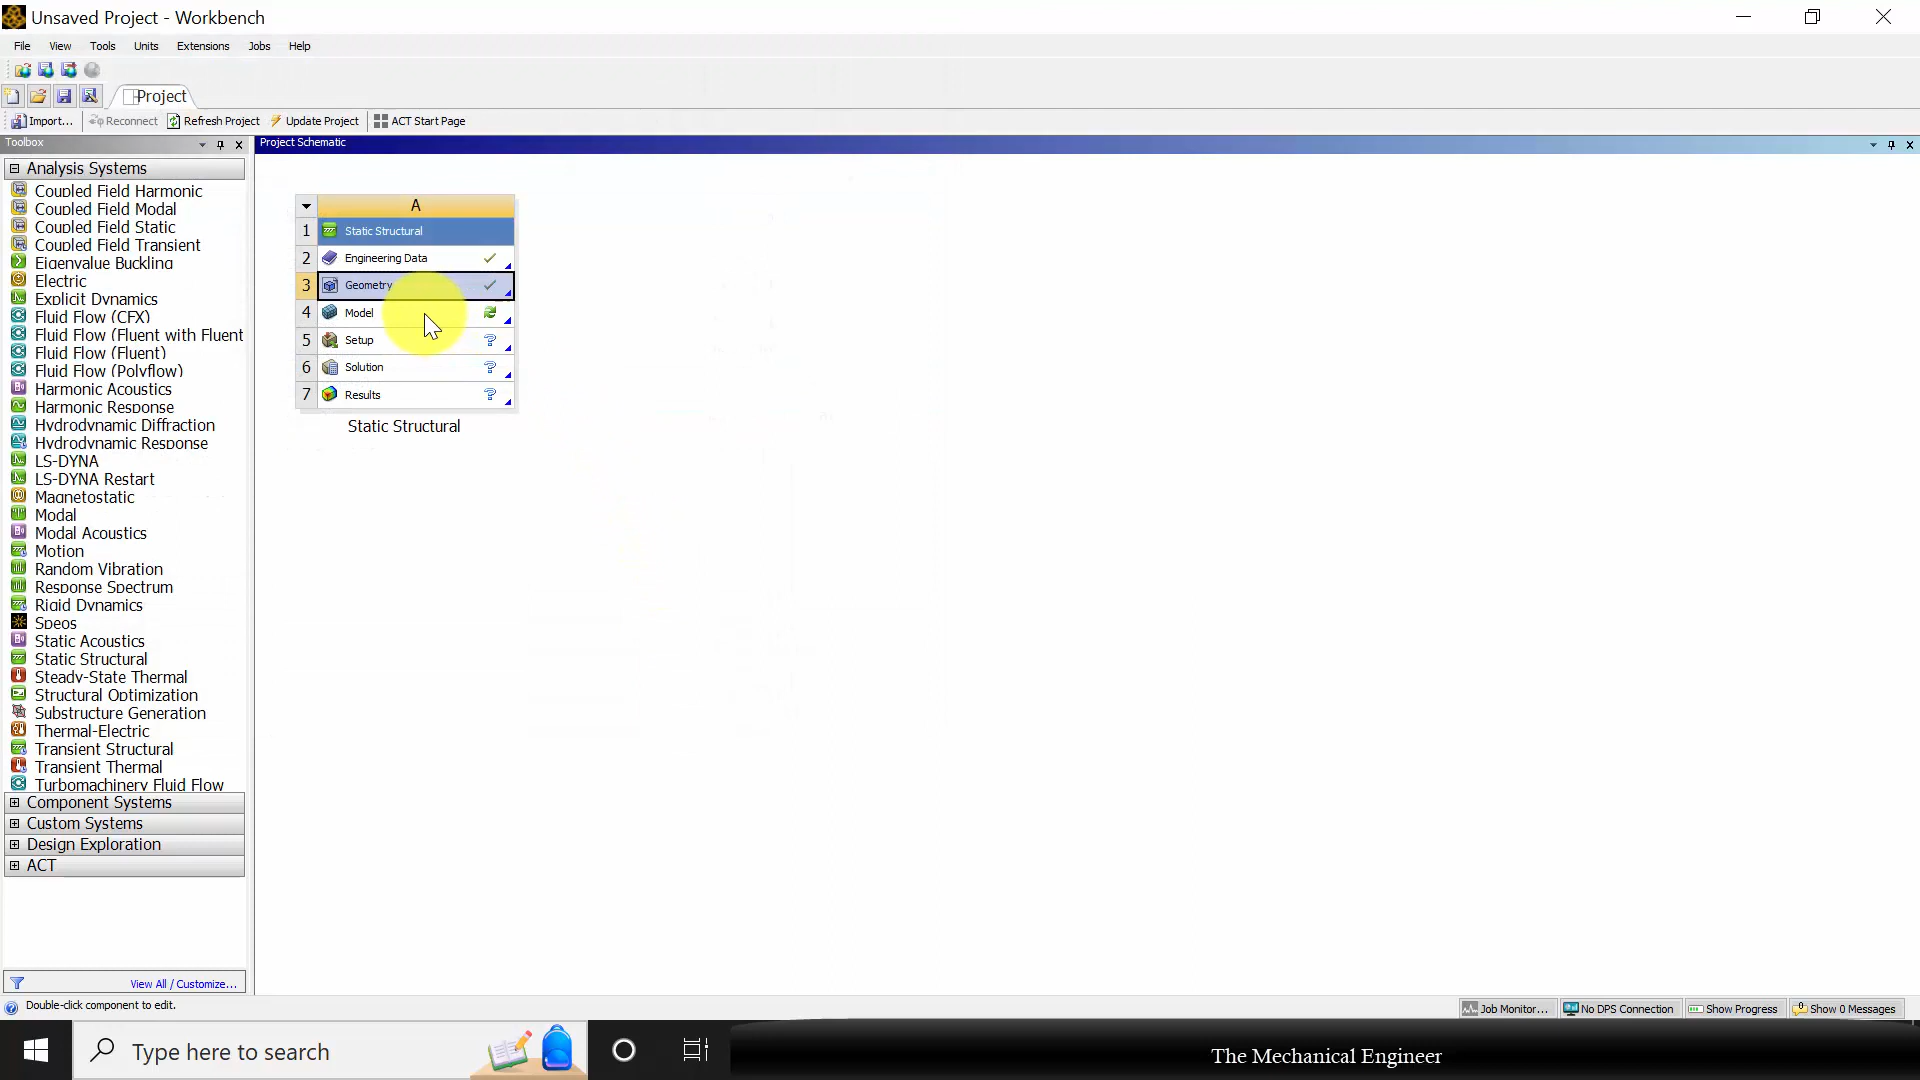 Unsaved Project - Workbench
File View Tools Units Extensions Jobs Help
Project
Import... Reconnect Refresh Project Update Project ACT Start Page
Toolbox
Project Schematic
Analysis Systems
Coupled Field Harmonic
Coupled Field Modal
Coupled Field Static
Coupled Field Transient
Eigenvalue Buckling
Electric
Explicit Dynamics
Fluid Flow (CFX)
Fluid Flow (Fluent with Fluent
Fluid Flow (Fluent)
Fluid Flow (Polyflow)
Harmonic Acoustics
Harmonic Response
Hydrodynamic Diffraction
Hydrodynamic Response
LS-DYNA
LS-DYNA Restart
Magnetostatic
Modal
Modal Acoustics
Motion
Random Vibration
Response Spectrum
Rigid Dynamics
Speos
Static Acoustics
Static Structural
Steady-State Thermal
Structural Optimization
Substructure Generation
Thermal-Electric
Transient Structural
Transient Thermal
Turbomachinery Fluid Flow
Component Systems
Custom Systems
Design Exploration
ACT
View All / Customize...
A
1 Static Structural
2 Engineering Data
3 Geometry
4 Model
5 Setup
6 Solution
7 Results
Static Structural
Double-click component to edit.
Job Monitor... No DPS Connection Show Progress Show 0 Messages
Type here to search
The Mechanical Engineer